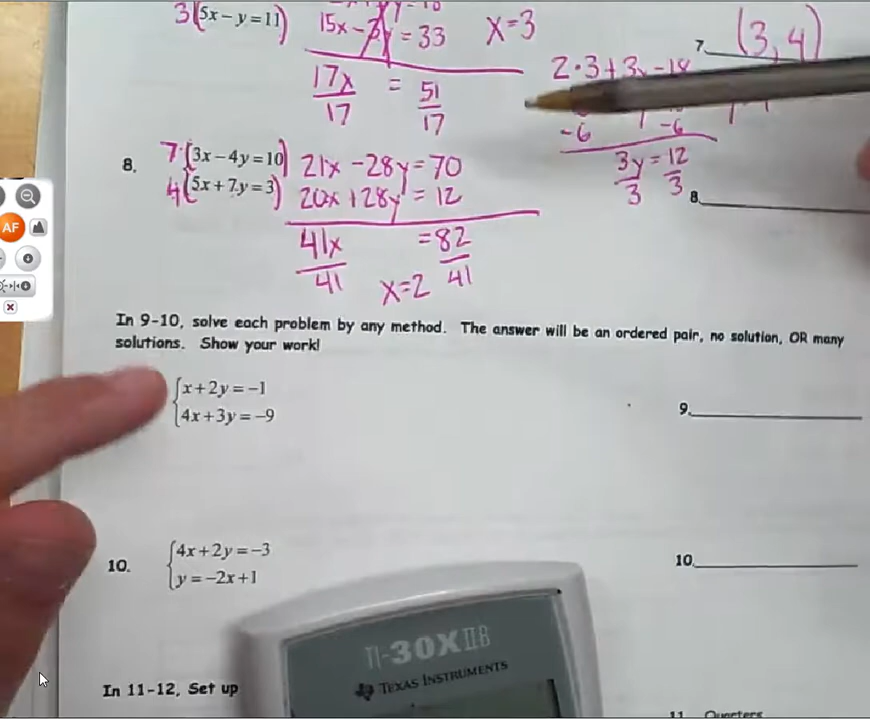 3(5x-y=11) 15x-3y=33 x=3
7. (3,4)
17x = 51
17 17
2·3+3y=18
-6 -6
3y=12
3 3
8. 7(3x-4y=10) 21x-28y=70
4(5x+7y=3) 20x+28y=12
8.
41x =82
41 41
x=2
In 9-10, solve each problem by any method. The answer will be an ordered pair, no solution, OR many
solutions. Show your work!
x+2y=-1
4x+3y=-9
9.
10. 4x+2y=-3
y=-2x+1
10.
TI-30X IIB
TEXAS INSTRUMENTS
In 11-12, Set up
11. Quarters
AF